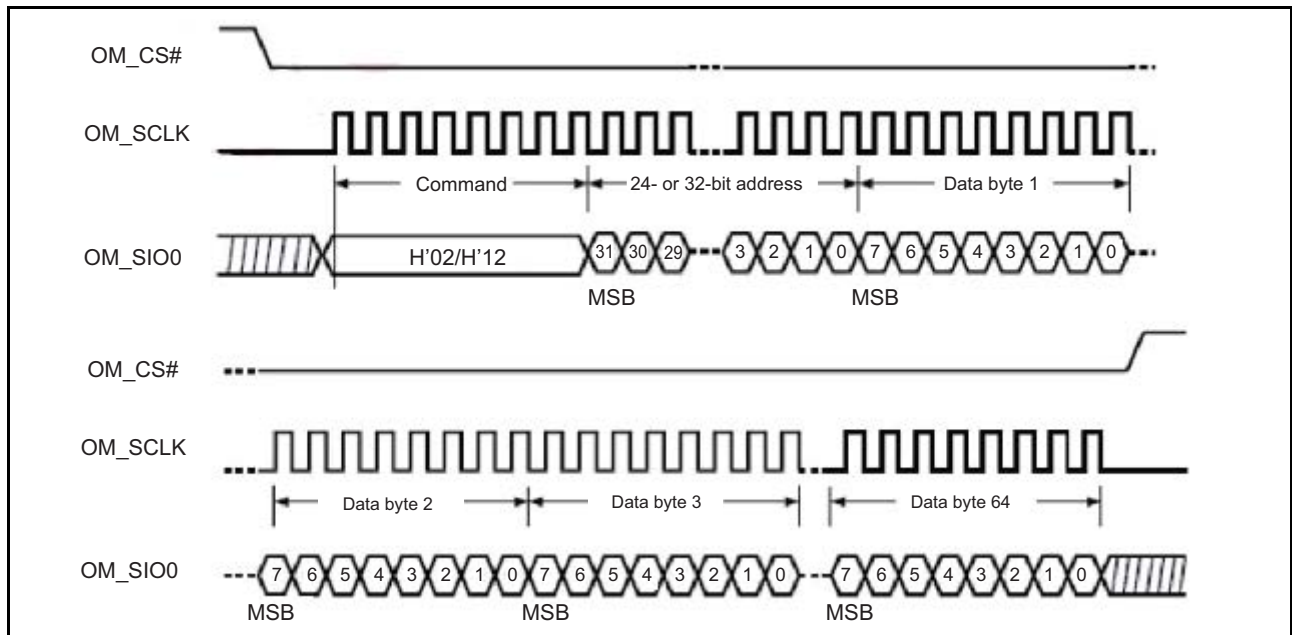 OM_CS#
OM_SCLK
Command 24- or 32-bit address Data byte 1
OM_SIO0 H'02/H'12 31 30 29 3 2 1 0 7 6 5 4 3 2 1 0
MSB MSB
OM_CS#
OM_SCLK
Data byte 2 Data byte 3 Data byte 64
OM_SIO0 7 6 5 4 3 2 1 0 7 6 5 4 3 2 1 0 7 6 5 4 3 2 1 0
MSB MSB MSB